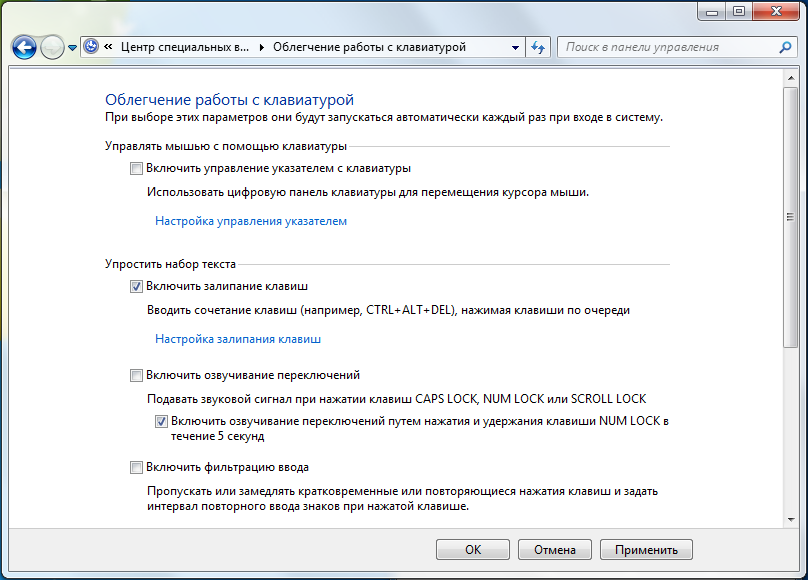 « Центр специальных в... ▸ Облегчение работы с клавиатурой
Поиск в панели управления
Облегчение работы с клавиатурой
При выборе этих параметров они будут запускаться автоматически каждый раз при входе в систему.
Управлять мышью с помощью клавиатуры
Включить управление указателем с клавиатуры
Использовать цифровую панель клавиатуры для перемещения курсора мыши.
Настройка управления указателем
Упростить набор текста
Включить залипание клавиш
Вводить сочетание клавиш (например, CTRL+ALT+DEL), нажимая клавиши по очереди
Настройка залипания клавиш
Включить озвучивание переключений
Подавать звуковой сигнал при нажатии клавиш CAPS LOCK, NUM LOCK или SCROLL LOCK
Включить озвучивание переключений путем нажатия и удержания клавиши NUM LOCK в
течение 5 секунд
Включить фильтрацию ввода
Пропускать или замедлять кратковременные или повторяющиеся нажатия клавиш и задать
интервал повторного ввода знаков при нажатой клавише.
ОК Отмена Применить